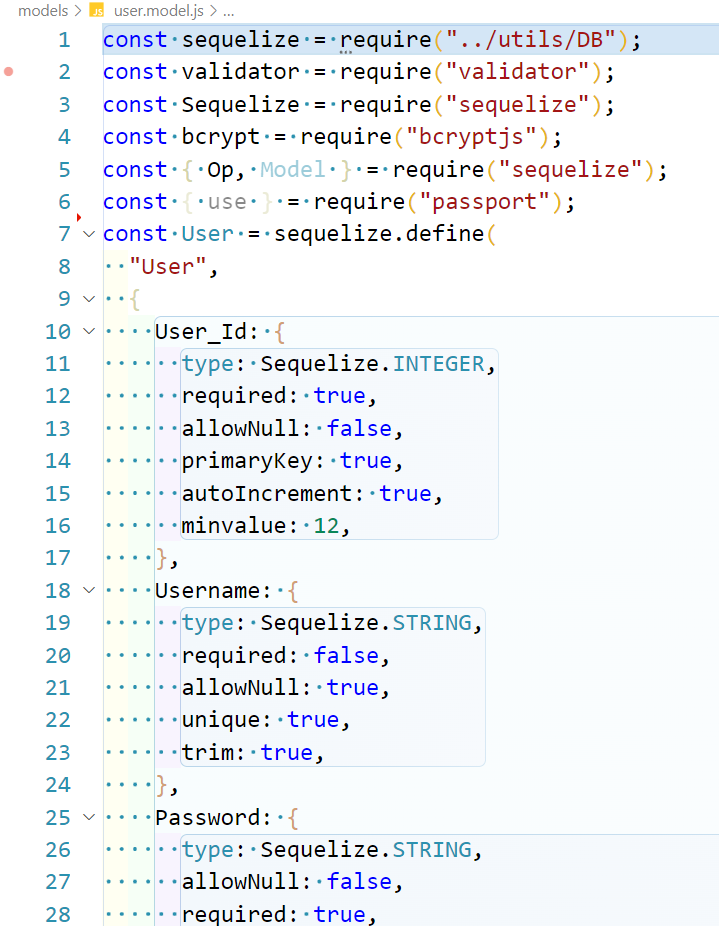 models > JS user.model.js > ...
1 const sequelize = require("../utils/DB");
2 const validator = require("validator");
3 const Sequelize = require("sequelize");
4 const bcrypt = require("bcryptjs");
5 const { Op, Model } = require("sequelize");
6 const { use } = require("passport");
7 const User = sequelize.define(
8 "User",
9 {
10 User_Id: {
11 type: Sequelize.INTEGER,
12 required: true,
13 allowNull: false,
14 primaryKey: true,
15 autoIncrement: true,
16 minvalue: 12,
17 },
18 Username: {
19 type: Sequelize.STRING,
20 required: false,
21 allowNull: true,
22 unique: true,
23 trim: true,
24 },
25 Password: {
26 type: Sequelize.STRING,
27 allowNull: false,
28 required: true,